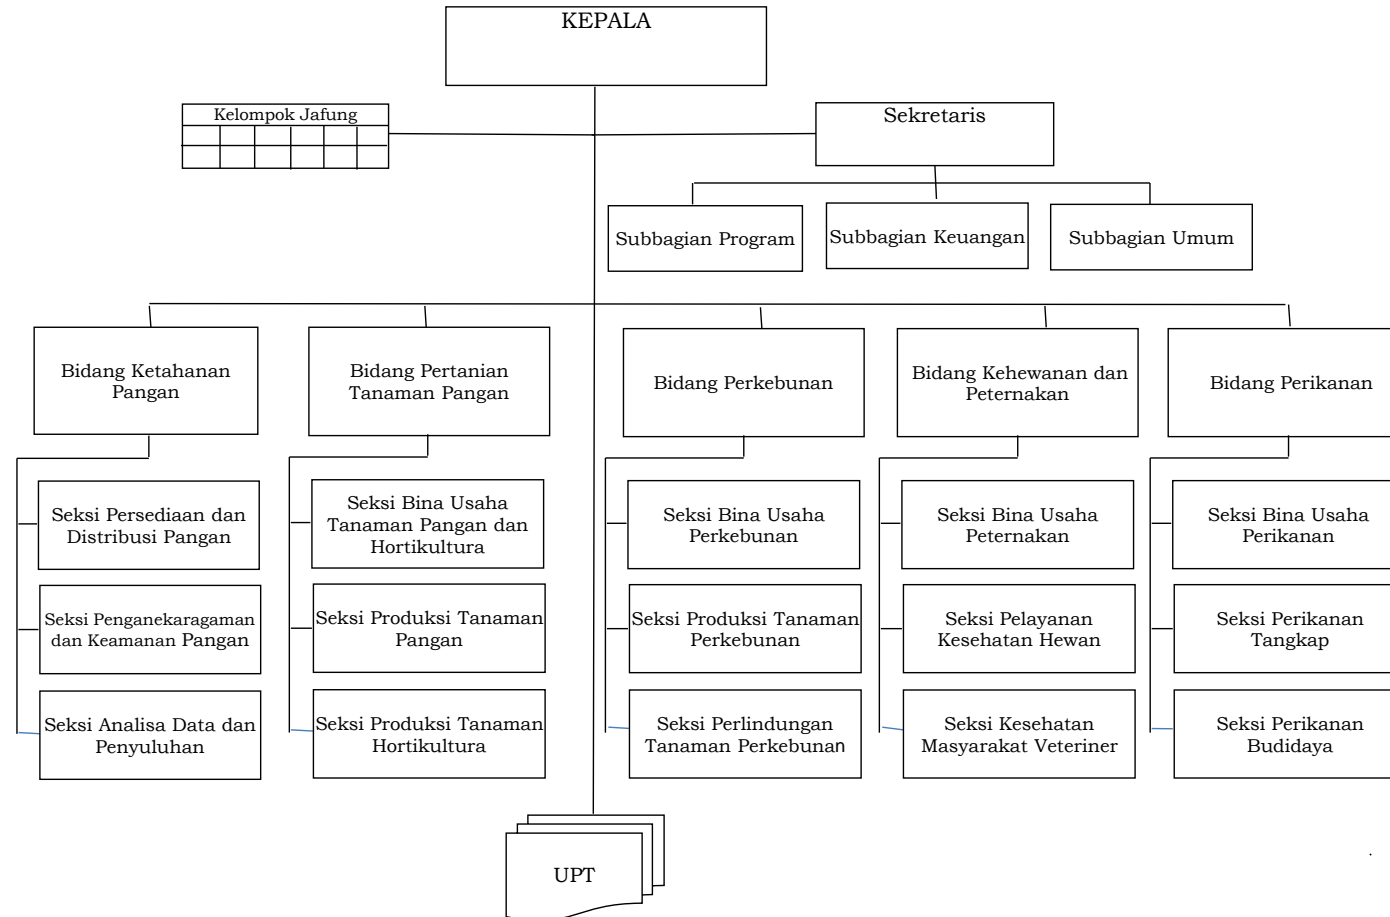 KEPALA
Kelompok Jafung
Sekretaris
Subbagian Program
Subbagian Keuangan
Subbagian Umum
Bidang Ketahanan
Pangan
Bidang Pertanian
Tanaman Pangan
Bidang Perkebunan
Bidang Kehewanan dan
Peternakan
Bidang Perikanan
Seksi Persediaan dan
Distribusi Pangan
Seksi Bina Usaha
Tanaman Pangan dan
Hortikultura
Seksi Bina Usaha
Perkebunan
Seksi Bina Usaha
Peternakan
Seksi Bina Usaha
Perikanan
Seksi Penganekaragaman
dan Keamanan Pangan
Seksi Produksi Tanaman
Pangan
Seksi Produksi Tanaman
Perkebunan
Seksi Pelayanan
Kesehatan Hewan
Seksi Perikanan
Tangkap
Seksi Analisa Data dan
Penyuluhan
Seksi Produksi Tanaman
Hortikultura
Seksi Perlindungan
Tanaman Perkebunan
Seksi Kesehatan
Masyarakat Veteriner
Seksi Perikanan
Budidaya
UPT
.